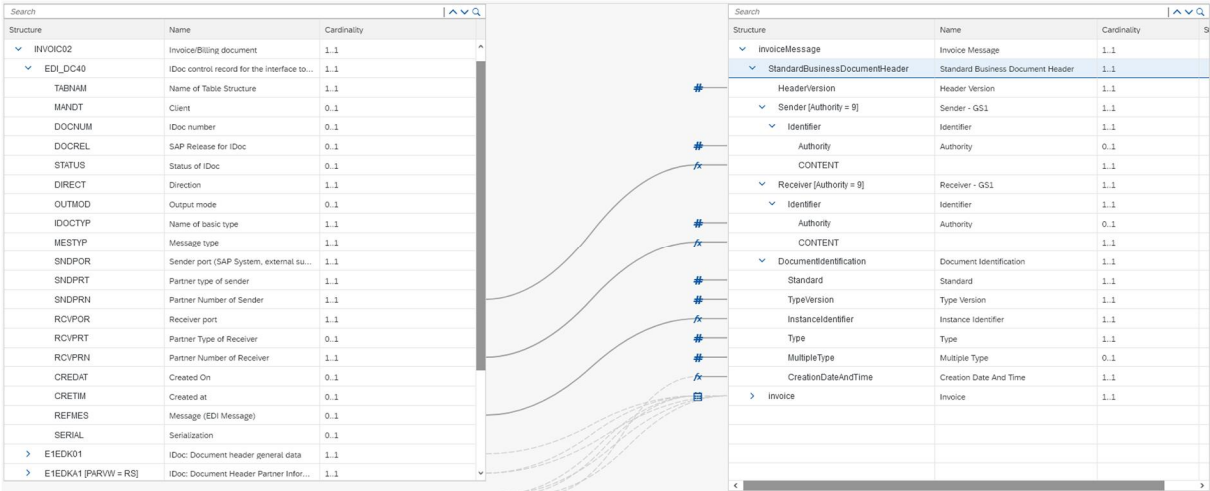 Search
Structure Name Cardinality
INVOIC02 Invoice/Billing document 1..1
EDI_DC40 IDoc control record for the interface to... 1..1
TABNAM Name of Table Structure 1..1
MANDT Client 0..1
DOCNUM IDoc number 0..1
DOCREL SAP Release for IDoc 0..1
STATUS Status of IDoc 0..1
DIRECT Direction 1..1
OUTMOD Output mode 0..1
IDOCTYP Name of basic type 1..1
MESTYP Message type 1..1
SNDPOR Sender port (SAP System, external su... 1..1
SNDPRT Partner type of sender 1..1
SNDPRN Partner Number of Sender 1..1
RCVPOR Receiver port 1..1
RCVPRT Partner Type of Receiver 0..1
RCVPRN Partner Number of Receiver 1..1
CREDAT Created On 0..1
CRETIM Created at 0..1
REFMES Message (EDI Message) 0..1
SERIAL Serialization 0..1
E1EDK01 IDoc: Document header general data 1..1
E1EDKA1 [PARVW = RS] IDoc: Document Header Partner Infor... 1..1
#
#
fx
#
fx
#
#
fx
#
#
fx
Search
Structure Name Cardinality S
invoiceMessage Invoice Message 1..1
StandardBusinessDocumentHeader Standard Business Document Header 1..1
HeaderVersion Header Version 1..1
Sender [Authority = 9] Sender - GS1 1..1
Identifier Identifier 1..1
Authority Authority 0..1
CONTENT 1..1
Receiver [Authority = 9] Receiver - GS1 1..1
Identifier Identifier 1..1
Authority Authority 0..1
CONTENT 1..1
DocumentIdentification Document Identification 1..1
Standard Standard 1..1
TypeVersion Type Version 1..1
InstanceIdentifier Instance Identifier 1..1
Type Type 1..1
MultipleType Multiple Type 0..1
CreationDateAndTime Creation Date And Time 1..1
invoice Invoice 1..1